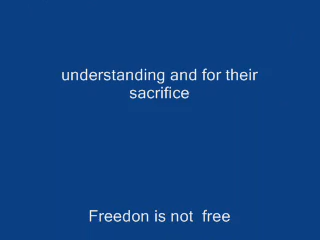 understanding and for their
sacrifice
Freedon is not  free